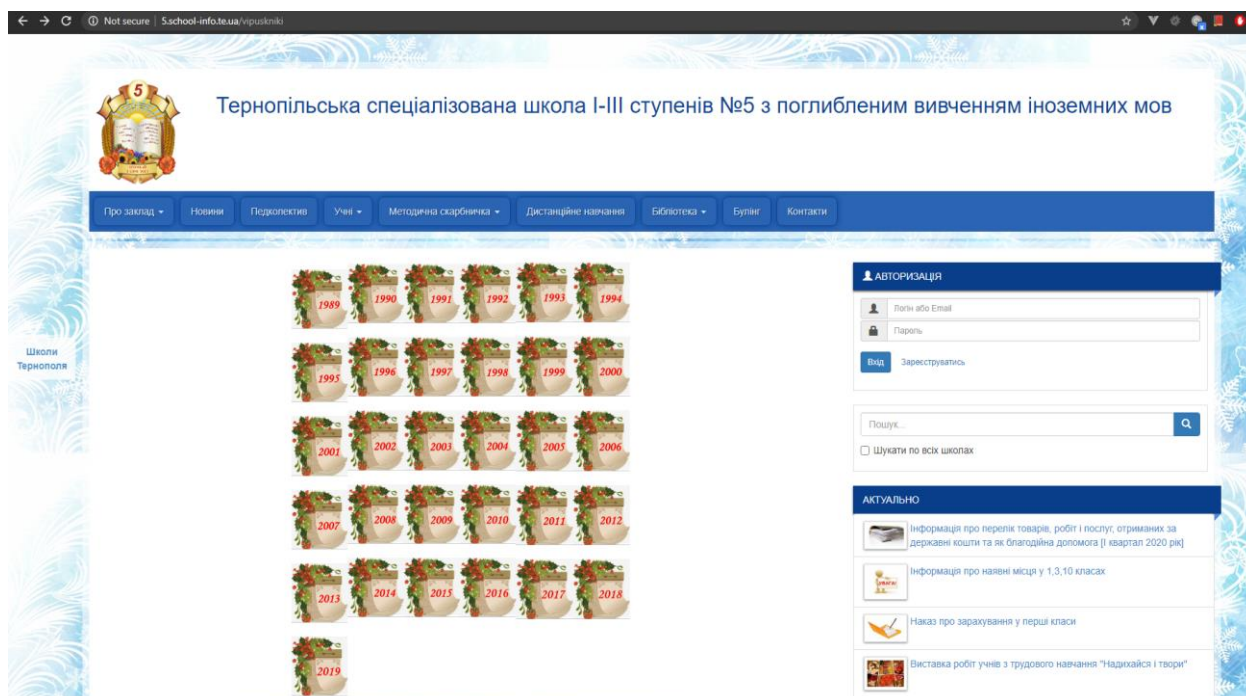 Not secure | 5.school-info.te.ua/vipuskniki
5
Тернопільська спеціалізована школа І-ІІІ ступенів №5 з поглибленим вивченням іноземних мов
Про заклад Новини Педколектив Учні Методична скарбничка Дистанційне навчання Бібліотека Булінг Контакти
Школи
Тернополя
1989 1990 1991 1992 1993 1994
1995 1996 1997 1998 1999 2000
2001 2002 2003 2004 2005 2006
2007 2008 2009 2010 2011 2012
2013 2014 2015 2016 2017 2018
2019
АВТОРИЗАЦІЯ
Логін або Email
Пароль
Вхід Зареєструватись
Пошук...
Шукати по всіх школах
АКТУАЛЬНО
Інформація про перелік товарів, робіт і послуг, отриманих за
державні кошти та як благодійна допомога [І квартал 2020 рік]
Інформація про наявні місця у 1,3,10 класах
Наказ про зарахування у перші класи
Виставка робіт учнів з трудового навчання "Надихайся і твори"